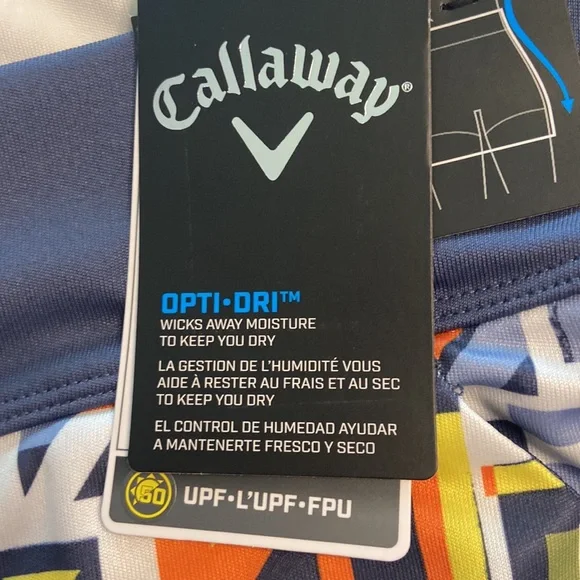 Callaway®
OPTI•DRI™
WICKS AWAY MOISTURE
TO KEEP YOU DRY
LA GESTION DE L'HUMIDITÉ VOUS
AIDE À RESTER AU FRAIS ET AU SEC
TO KEEP YOU DRY
EL CONTROL DE HUMEDAD AYUDAR
A MANTENERTE FRESCO Y SECO
50 UPF•L'UPF•FPU